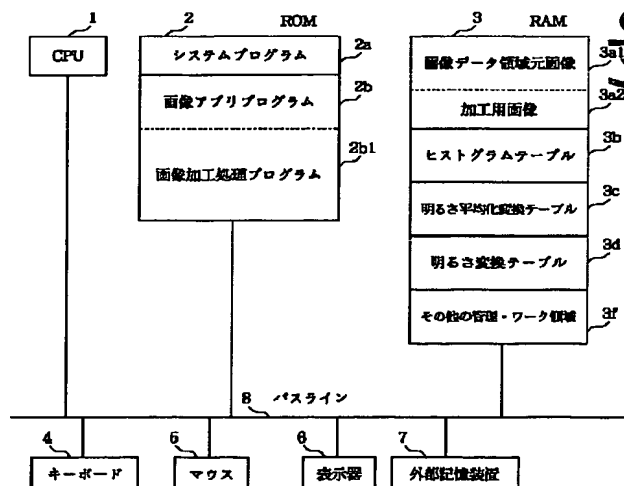 1
2
ROM
3
RAM
CPU
システムプログラム
2a
画像データ領域元画像
3a1
画像アプリプログラム
2b
加工用画像
3a2
画像加工処理プログラム
2b1
ヒストグラムテーブル
3b
明るさ平均化変換テーブル
3c
明るさ変換テーブル
3d
その他の管理・ワーク領域
3f
8
バスライン
4
5
6
7
キーボード
マウス
表示器
外部記憶装置